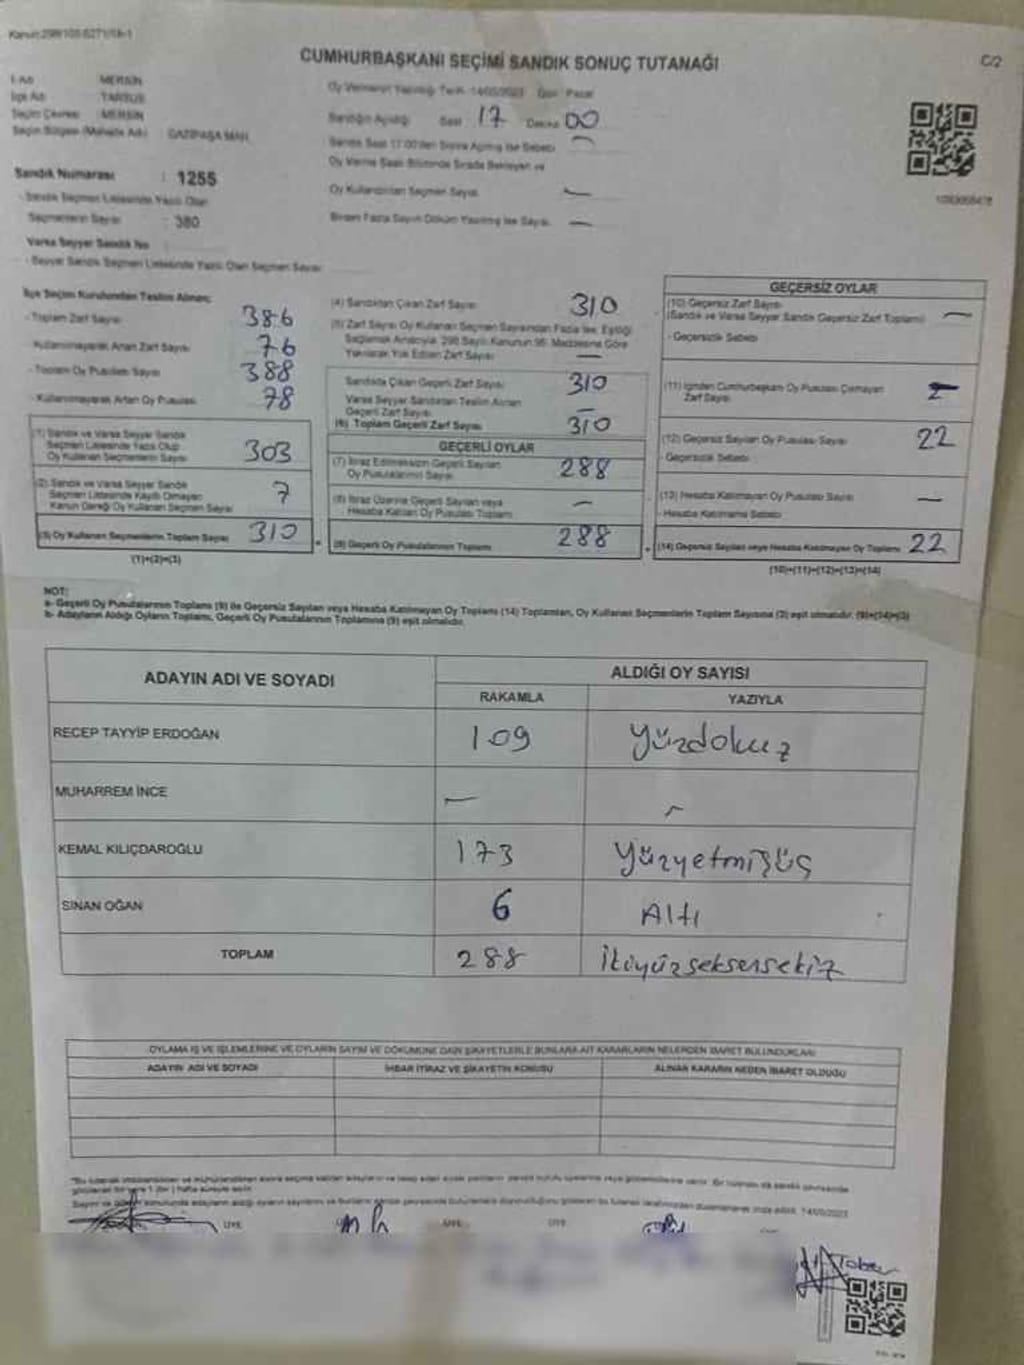 Kanun:298/105-6271/18-1
CUMHURBAŞKANI SEÇİMİ SANDIK SONUÇ TUTANAĞI
C/2
İl Adı : MERSİN
İlçe Adı : TARSUS
Seçim Çevresi : MERSİN
Seçim Bölgesi (Mahalle Adı) : GAZİPAŞA MAH.
Sandık Numarası : 1255
- Sandık Seçmen Listesinde Yazılı Olan
Seçmenlerin Sayısı : 380
Varsa Seyyar Sandık No
- Seyyar Sandık Seçmen Listesinde Yazılı Olan Seçmen Sayısı
Oy Vermenin Yapıldığı Tarih: 14/05/2023 Gün: Pazar
Sandığın Açıldığı Saat 17 Dakika 00
Sandık Saat 17:00'den Sonra Açılmış İse Sebebi —
Oy Verme Saati Bitiminde Sırada Bekleyen ve
Oy Kullandırılan Seçmen Sayısı —
Birden Fazla Sayım Döküm Yapılmış İse Sayısı —
İlçe Seçim Kurulundan Teslim Alınan;
- Toplam Zarf Sayısı 386
- Kullanılmayarak Artan Zarf Sayısı 76
- Toplam Oy Pusulası Sayısı 388
- Kullanılmayarak Artan Oy Pusulası 78
(1) Sandık ve Varsa Seyyar Sandık
Seçmen Listesinde Yazılı Olup
Oy Kullanan Seçmenlerin Sayısı 303
(2) Sandık ve Varsa Seyyar Sandık
Seçmen Listesinde Kayıtlı Olmayan
Kanun Gereği Oy Kullanan Seçmen Sayısı 7
(3) Oy Kullanan Seçmenlerin Toplam Sayısı 310
(1)+(2)=(3)
(4) Sandıktan Çıkan Zarf Sayısı 310
(5) Zarf Sayısı Oy Kullanan Seçmen Sayısından Fazla İse, Eşitliği
Sağlamak Amacıyla, 298 Sayılı Kanunun 98. Maddesine Göre
Yakılarak Yok Edilen Zarf Sayısı —
Sandıkta Çıkan Geçerli Zarf Sayısı 310
Varsa Seyyar Sandıktan Teslim Alınan
Geçerli Zarf Sayısı —
(6) Toplam Geçerli Zarf Sayısı 310
GEÇERLİ OYLAR
(7) İtiraz Edilmeksizin Geçerli Sayılan
Oy Pusulalarının Sayısı 288
(8) İtiraz Üzerine Geçerli Sayılan veya
Hesaba Katılan Oy Pusulası Toplamı —
(9) Geçerli Oy Pusulalarının Toplamı 288
GEÇERSİZ OYLAR
(10) Geçersiz Zarf Sayısı
(Sandık ve Varsa Seyyar Sandık Geçersiz Zarf Toplamı) —
- Geçersizlik Sebebi
(11) İçinden Cumhurbaşkanı Oy Pusulası Çıkmayan
Zarf Sayısı
(12) Geçersiz Sayılan Oy Pusulası Sayısı 22
- Geçersizlik Sebebi
(13) Hesaba Katılmayan Oy Pusulası Sayısı —
- Hesaba Katılmama Sebebi
(14) Geçersiz Sayılan veya Hesaba Katılmayan Oy Toplamı 22
(10)+(11)+(12)+(13)=(14)
NOT:
a- Geçerli Oy Pusulalarının Toplamı (9) ile Geçersiz Sayılan veya Hesaba Katılmayan Oy Toplamı (14) Toplamları, Oy Kullanan Seçmenlerin Toplam Sayısına (3) eşit olmalıdır. (9)+(14)=(3)
b- Adayların Aldığı Oyların Toplamı, Geçerli Oy Pusulalarının Toplamına (9) eşit olmalıdır.
ADAYIN ADI VE SOYADI ALDIĞI OY SAYISI
RAKAMLA YAZIYLA
RECEP TAYYİP ERDOĞAN 109 yüzdokuz
MUHARREM İNCE — —
KEMAL KILIÇDAROĞLU 173 yüzyetmişüç
SİNAN OĞAN 6 Altı
TOPLAM 288 ikiyüzseksensekiz
OYLAMA İŞ VE İŞLEMLERİNE VE OYLARIN SAYIM VE DÖKÜMÜNE DAİR ŞİKAYETLERLE BUNLARA AİT KARARLARIN NELERDEN İBARET BULUNDUKLARI
ADAYIN ADI VE SOYADI İHBAR İTİRAZ VE ŞİKAYETİN KONUSU ALINAN KARARIN NEDEN İBARET OLDUĞU
ÜYE ÜYE ÜYE